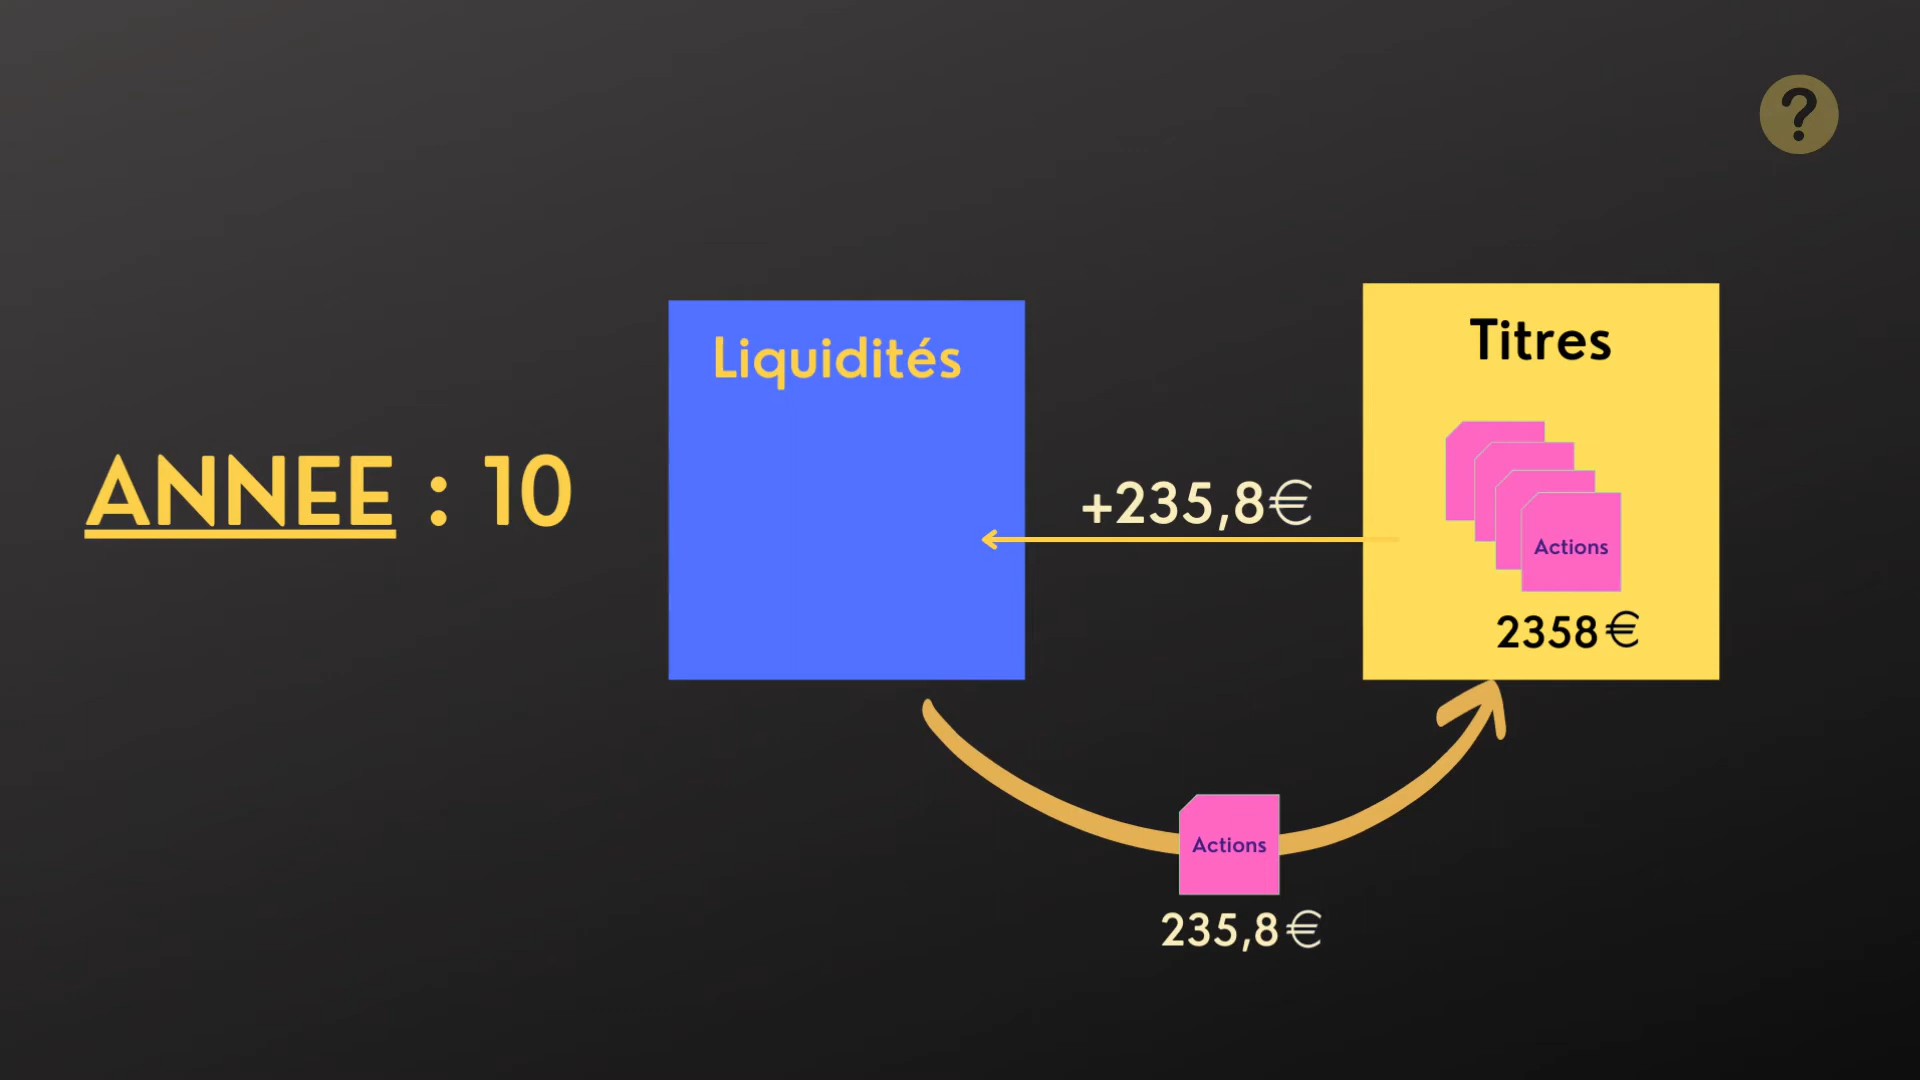 ?
Liquidités
Titres
ANNEE : 10
+235,8€
Actions
2358€
Actions
235,8€